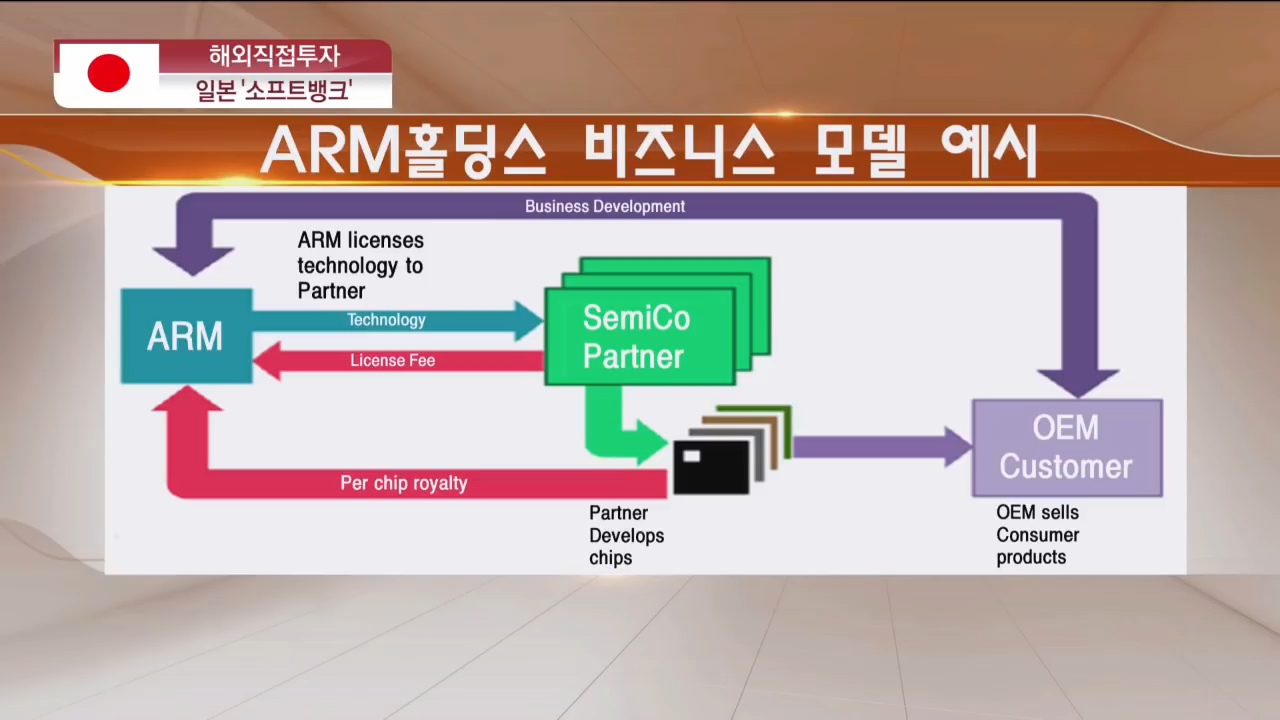 해외직접투자
일본 '소프트뱅크'
ARM홀딩스 비즈니스 모델 예시
Business Development
ARM licenses
technology to
Partner
ARM
Technology
License Fee
SemiCo
Partner
OEM
Customer
Per chip royalty
Partner
Develops
chips
OEM sells
Consumer
products